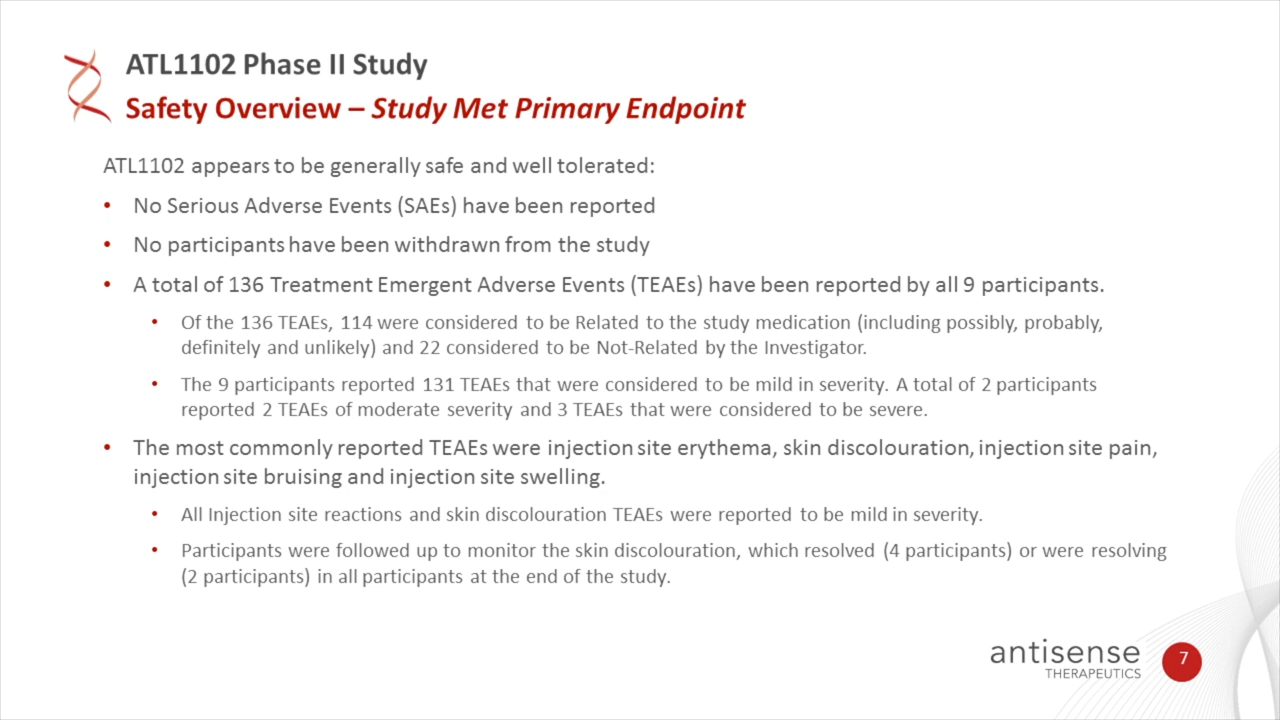 ATL1102 Phase II Study
Safety Overview – Study Met Primary Endpoint
ATL1102 appears to be generally safe and well tolerated:
• No Serious Adverse Events (SAEs) have been reported
• No participants have been withdrawn from the study
• A total of 136 Treatment Emergent Adverse Events (TEAEs) have been reported by all 9 participants.
• Of the 136 TEAEs, 114 were considered to be Related to the study medication (including possibly, probably,
definitely and unlikely) and 22 considered to be Not-Related by the Investigator.
• The 9 participants reported 131 TEAEs that were considered to be mild in severity. A total of 2 participants
reported 2 TEAEs of moderate severity and 3 TEAEs that were considered to be severe.
• The most commonly reported TEAEs were injection site erythema, skin discolouration, injection site pain,
injection site bruising and injection site swelling.
• All Injection site reactions and skin discolouration TEAEs were reported to be mild in severity.
• Participants were followed up to monitor the skin discolouration, which resolved (4 participants) or were resolving
(2 participants) in all participants at the end of the study.
antisense
THERAPEUTICS
7